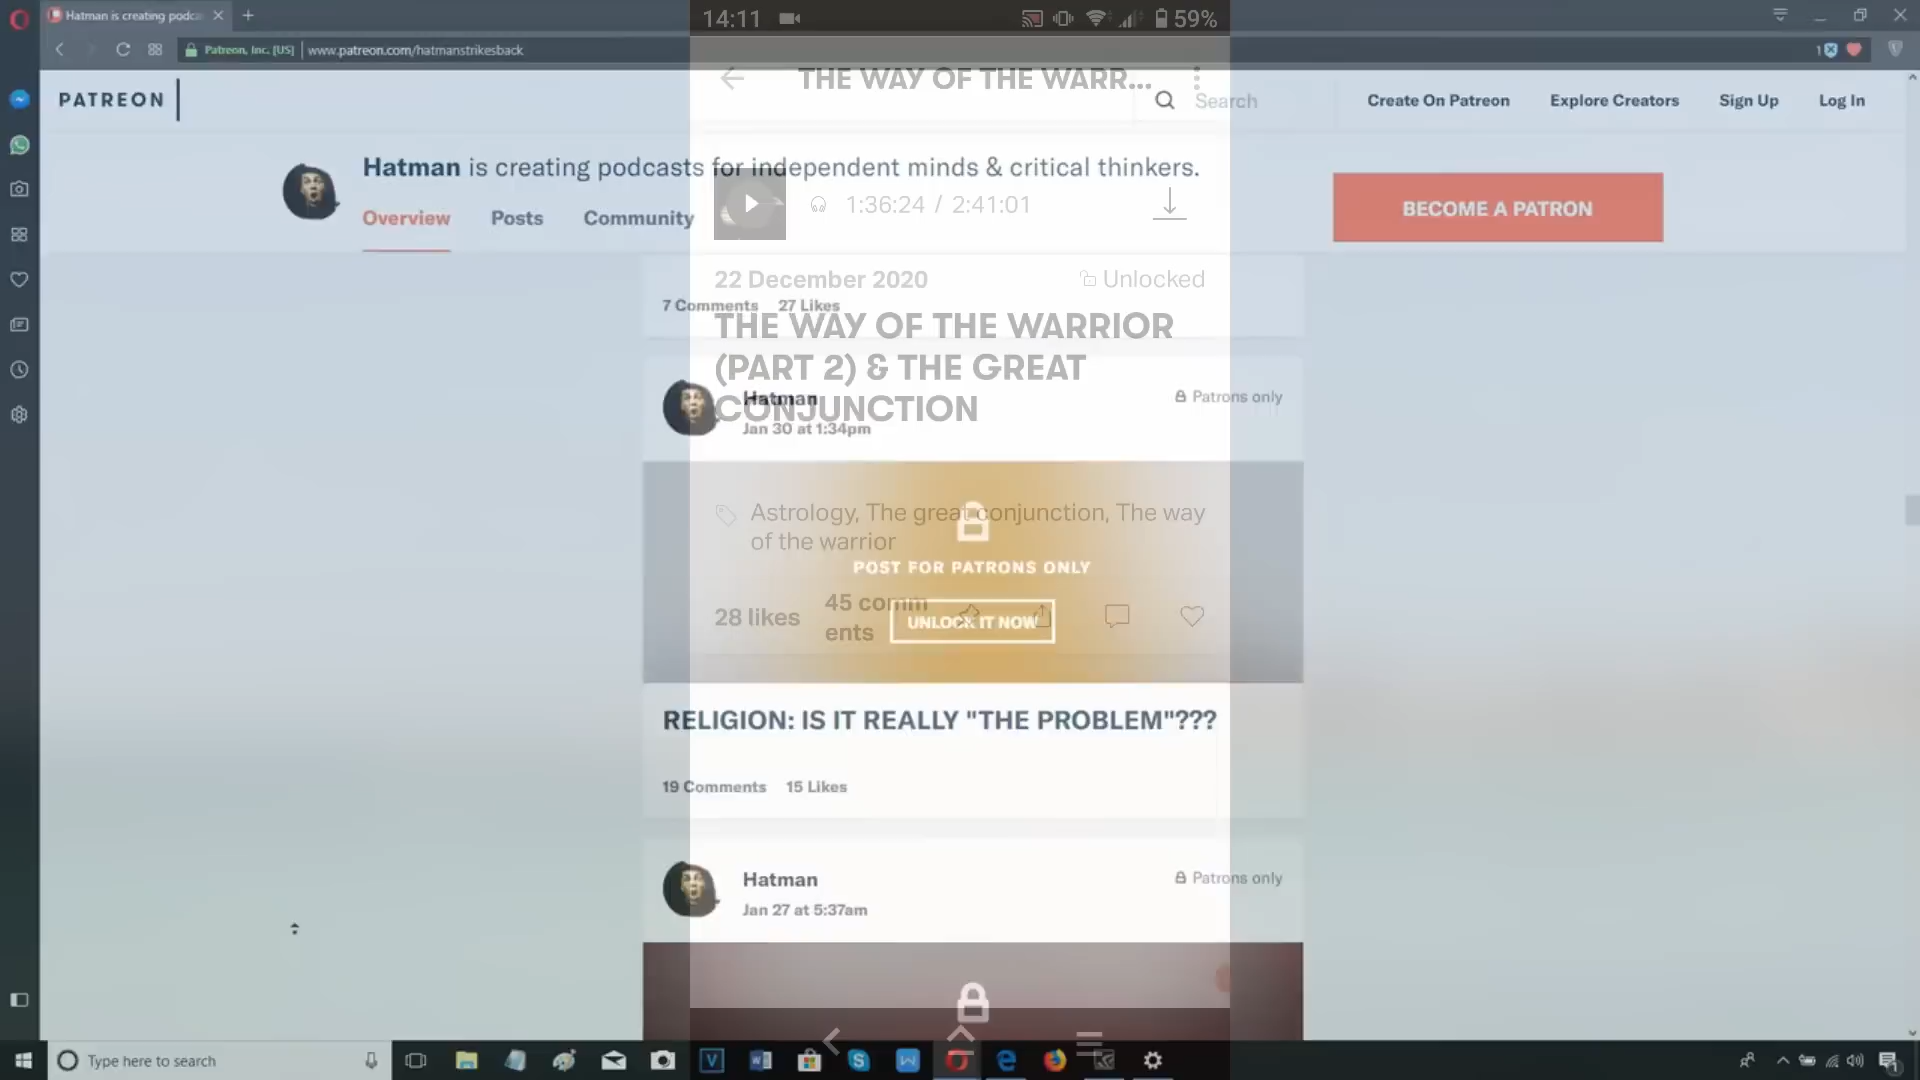 Hatman is creating podca
14:11
59%
Patreon, Inc. [US]
www.patreon.com/hatmanstrikesback
1
THE WAY OF THE WARR...
PATREON
Search
Create On Patreon
Explore Creators
Sign Up
Log In
Hatman is creating podcasts for independent minds & critical thinkers.
1:36:24 / 2:41:01
BECOME A PATRON
Overview
Posts
Community
22 December 2020
Unlocked
7 Comments
27 Likes
THE WAY OF THE WARRIOR
(PART 2) & THE GREAT
CONJUNCTION
Hatman
Patrons only
Jan 30 at 1:34pm
Astrology, The great conjunction, The way
of the warrior
POST FOR PATRONS ONLY
28 likes
45 comm
ents
UNLOCK IT NOW
RELIGION: IS IT REALLY "THE PROBLEM"???
19 Comments
15 Likes
Hatman
Patrons only
Jan 27 at 5:37am
Type here to search